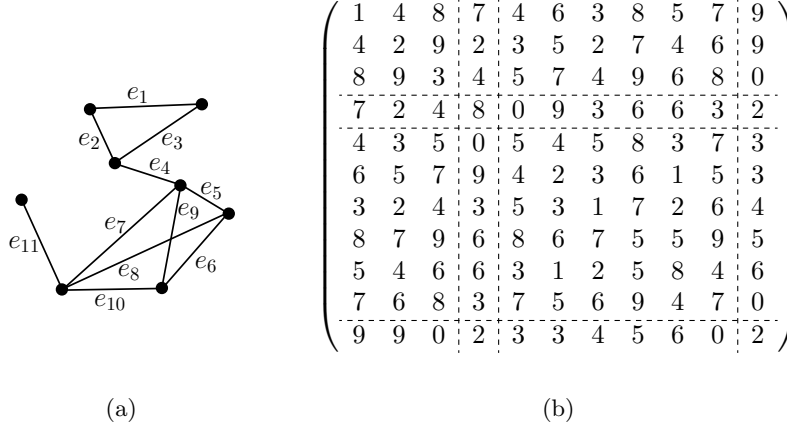 e1
e2
e3
e4
e5
e7
e9
e11
e8
e6
e10
1 4 8 7 4 6 3 8 5 7 9
4 2 9 2 3 5 2 7 4 6 9
8 9 3 4 5 7 4 9 6 8 0
7 2 4 8 0 9 3 6 6 3 2
4 3 5 0 5 4 5 8 3 7 3
6 5 7 9 4 2 3 6 1 5 3
3 2 4 3 5 3 1 7 2 6 4
8 7 9 6 8 6 7 5 5 9 5
5 4 6 6 3 1 2 5 8 4 6
7 6 8 3 7 5 6 9 4 7 0
9 9 0 2 3 3 4 5 6 0 2
(a)
(b)